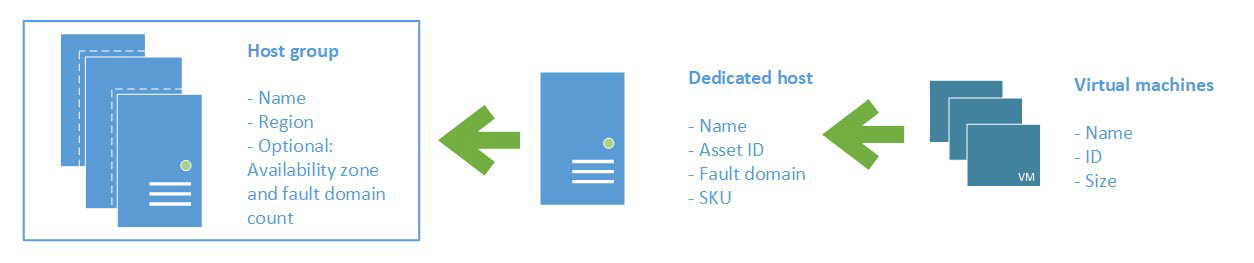 Host group
- Name
- Region
- Optional:
Availability zone
and fault domain
count
Dedicated host
- Name
- Asset ID
- Fault domain
- SKU
VM
Virtual machines
- Name
- ID
- Size